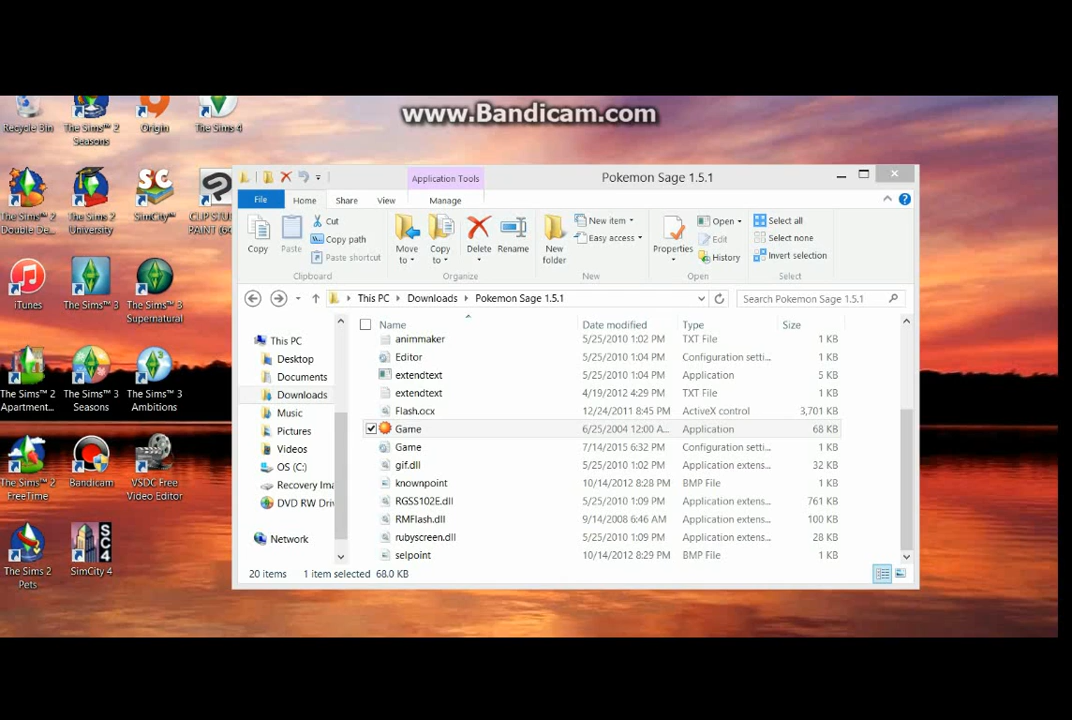 www.Bandicam.com
Recycle Bin
The Sims™ 2 Seasons
Origin
The Sims 4
The Sims™ 2 Double De...
The Sims 2 University
SimCity™
CLIP STU
PAINT (64
iTunes
The Sims™ 3
The Sims™ 3 Supernatural
The Sims™ 2 Apartment...
The Sims™ 3 Seasons
The Sims™ 3 Ambitions
The Sims™ 2 FreeTime
Bandicam
VSDC Free Video Editor
The Sims 2 Pets
SimCity 4
Application Tools
Pokemon Sage 1.5.1
File
Home
Share
View
Manage
Copy
Paste
Cut
Copy path
Paste shortcut
Clipboard
Move to
Copy to
Delete
Rename
Organize
New folder
New item
Easy access
New
Properties
Open
Edit
History
Open
Select all
Select none
Invert selection
Select
This PC
Downloads
Pokemon Sage 1.5.1
Search Pokemon Sage 1.5.1
This PC
Desktop
Documents
Downloads
Music
Pictures
Videos
OS (C:)
Recovery Ima
DVD RW Driv
Network
Name Date modified Type Size
animmaker 5/25/2010 1:02 PM TXT File 1 KB
Editor 5/25/2010 1:04 PM Configuration setti... 1 KB
extendtext 5/25/2010 1:04 PM Application 5 KB
extendtext 4/19/2012 4:29 PM TXT File 1 KB
Flash.ocx 12/24/2011 8:45 PM ActiveX control 3,701 KB
Game 6/25/2004 12:00 A... Application 68 KB
Game 7/14/2015 6:32 PM Configuration setti... 1 KB
gif.dll 5/25/2010 1:02 PM Application extens... 32 KB
knownpoint 10/14/2012 8:28 PM BMP File 1 KB
RGSS102E.dll 5/25/2010 1:09 PM Application extens... 761 KB
RMFlash.dll 9/14/2008 6:46 AM Application extens... 100 KB
rubyscreen.dll 5/25/2010 1:09 PM Application extens... 28 KB
selpoint 10/14/2012 8:29 PM BMP File 1 KB
20 items 1 item selected 68.0 KB